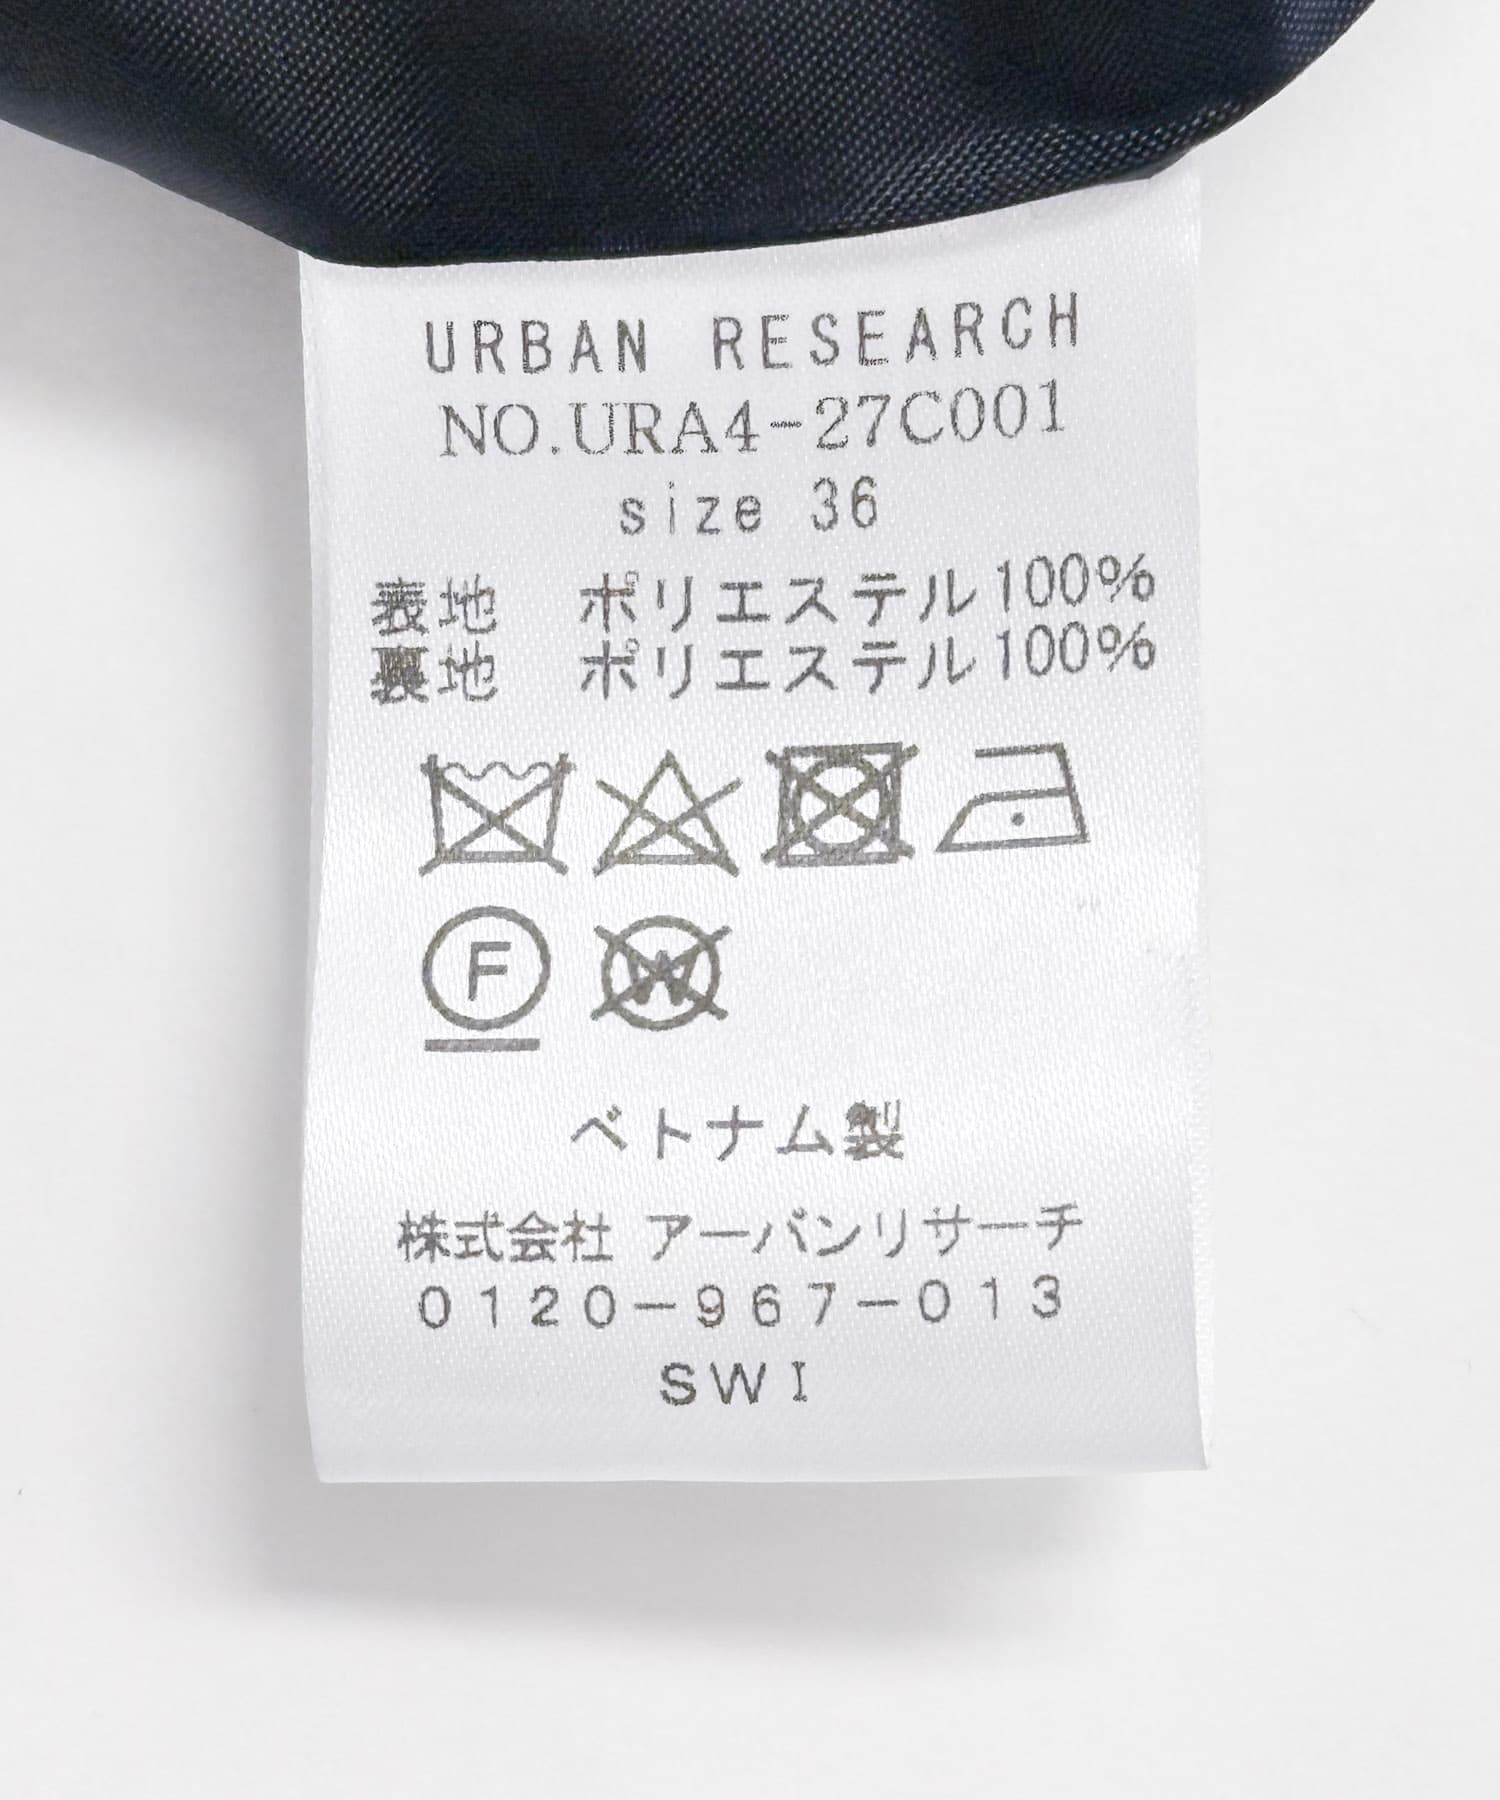 URBAN RESEARCH
NO.URA4-27C001
size 36
表地 ポリエステル100%
裏地 ポリエステル100%
F W
ベトナム製
株式会社 アーバンリサーチ
0120-967-013
SWI